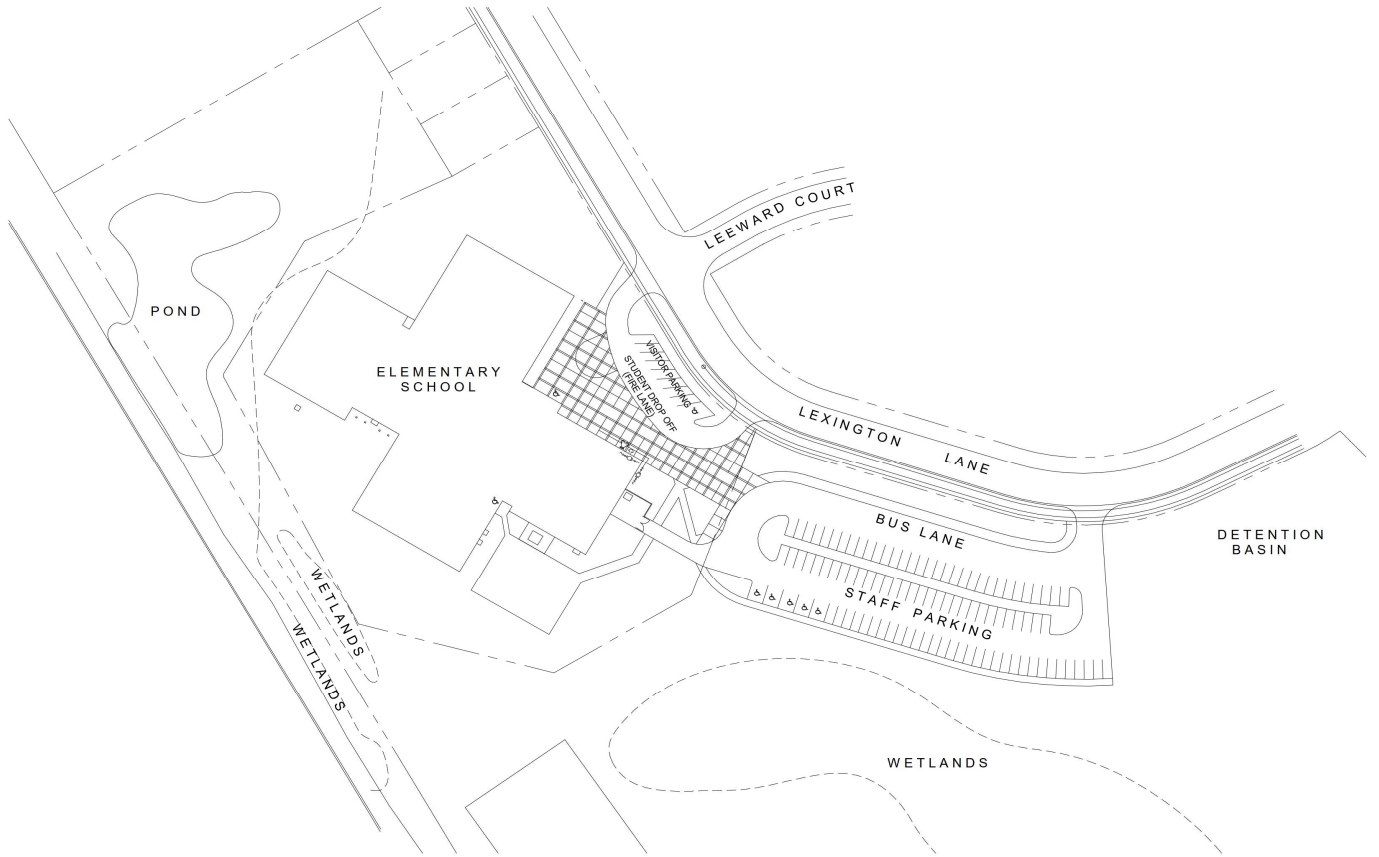 LEEWARD COURT
POND
ELEMENTARY
SCHOOL
VISITOR PARKING
STUDENT DROP OFF
(FIRE LANE)
LEXINGTON LANE
BUS LANE
DETENTION
BASIN
STAFF PARKING
WETLANDS
WETLANDS
WETLANDS